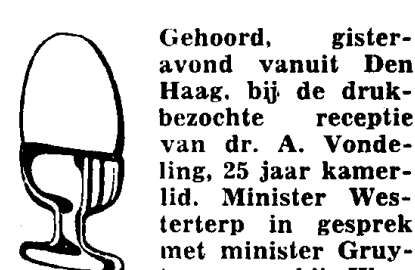 Gehoord, gister-
avond vanuit Den
Haag, bij de druk-
bezochte receptie
van dr. A. Vonde-
ling, 25 jaar kamer-
lid. Minister Wes-
terterp in gesprek
met minister Gruy-